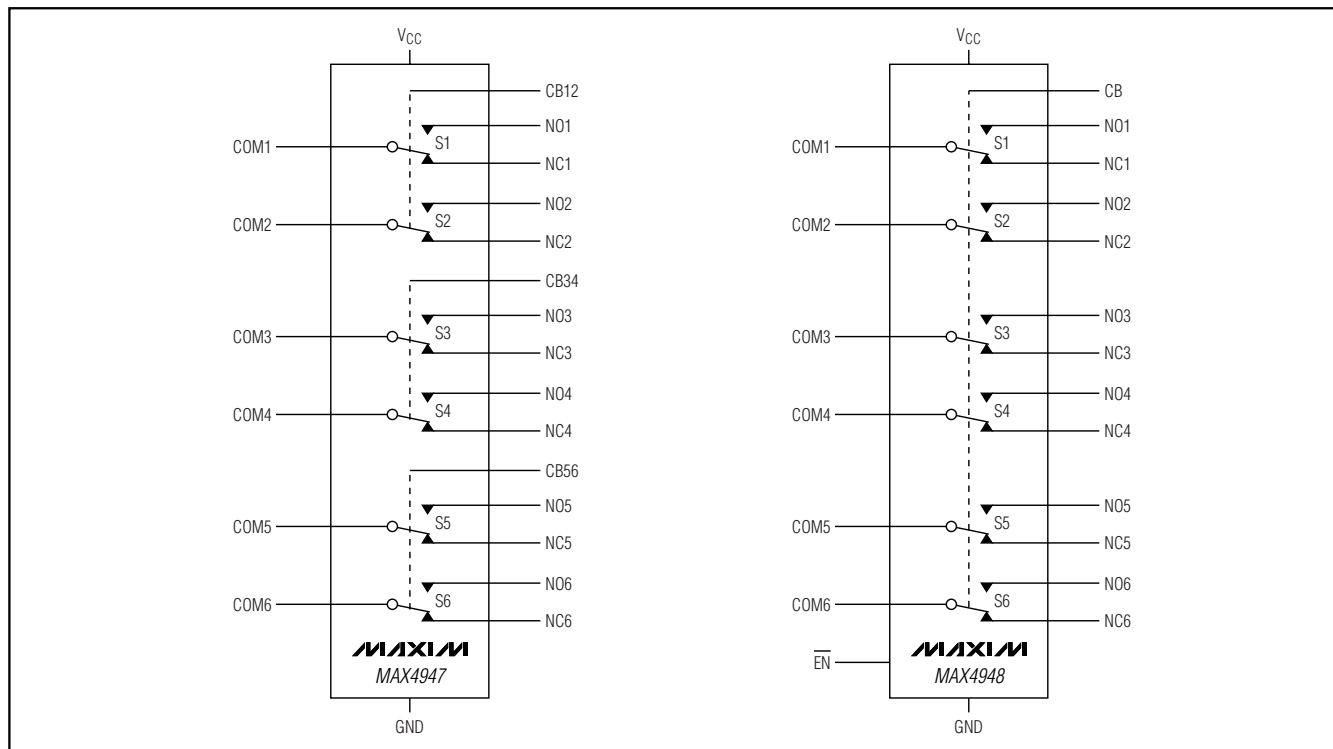 VCC
CB12
NO1
COM1
S1
NC1
NO2
COM2
S2
NC2
CB34
NO3
COM3
S3
NC3
NO4
COM4
S4
NC4
CB56
NO5
COM5
S5
NC5
NO6
COM6
S6
NC6
MAXIM
MAX4947
GND
VCC
CB
NO1
COM1
S1
NC1
NO2
COM2
S2
NC2
NO3
COM3
S3
NC3
NO4
COM4
S4
NC4
NO5
COM5
S5
NC5
NO6
COM6
S6
NC6
MAXIM
E̅N̅
MAX4948
GND